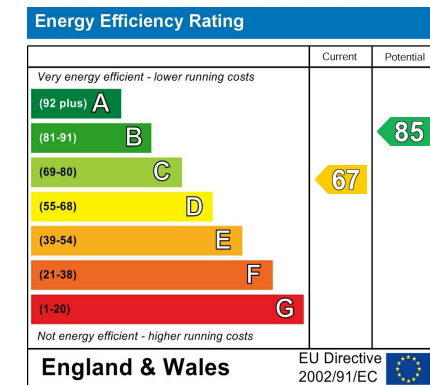 Energy Efficiency Rating
Current Potential
Very energy efficient - lower running costs
(92 plus) A
(81-91) B
85
(69-80) C
67
(55-68) D
(39-54) E
(21-38) F
(1-20) G
Not energy efficient - higher running costs
England & Wales
EU Directive
2002/91/EC